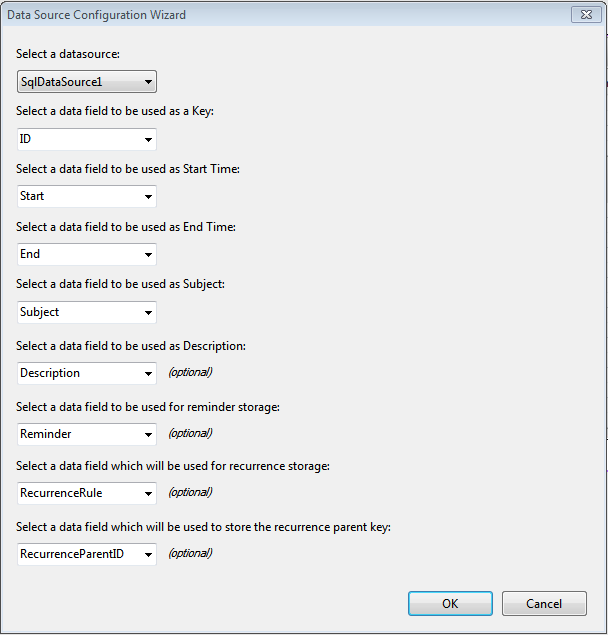 Data Source Configuration Wizard
Select a datasource:
SqlDataSource1
Select a data field to be used as a Key:
ID
Select a data field to be used as Start Time:
Start
Select a data field to be used as End Time:
End
Select a data field to be used as Subject:
Subject
Select a data field to be used as Description:
Description (optional)
Select a data field to be used for reminder storage:
Reminder (optional)
Select a data field which will be used for recurrence storage:
RecurrenceRule (optional)
Select a data field which will be used to store the recurrence parent key:
RecurrenceParentID (optional)
OK Cancel